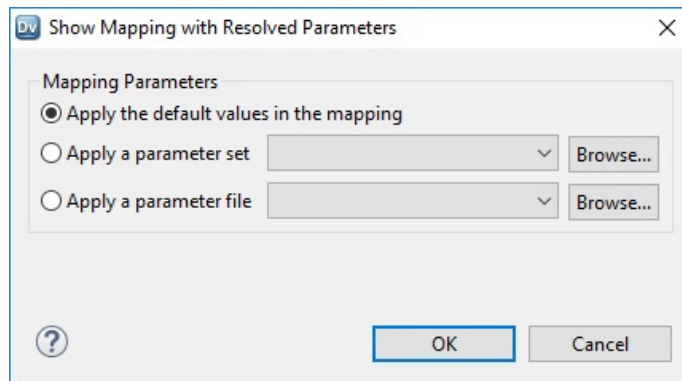 Dv Show Mapping with Resolved Parameters
Mapping Parameters
Apply the default values in the mapping
Apply a parameter set Browse...
Apply a parameter file Browse...
? OK Cancel